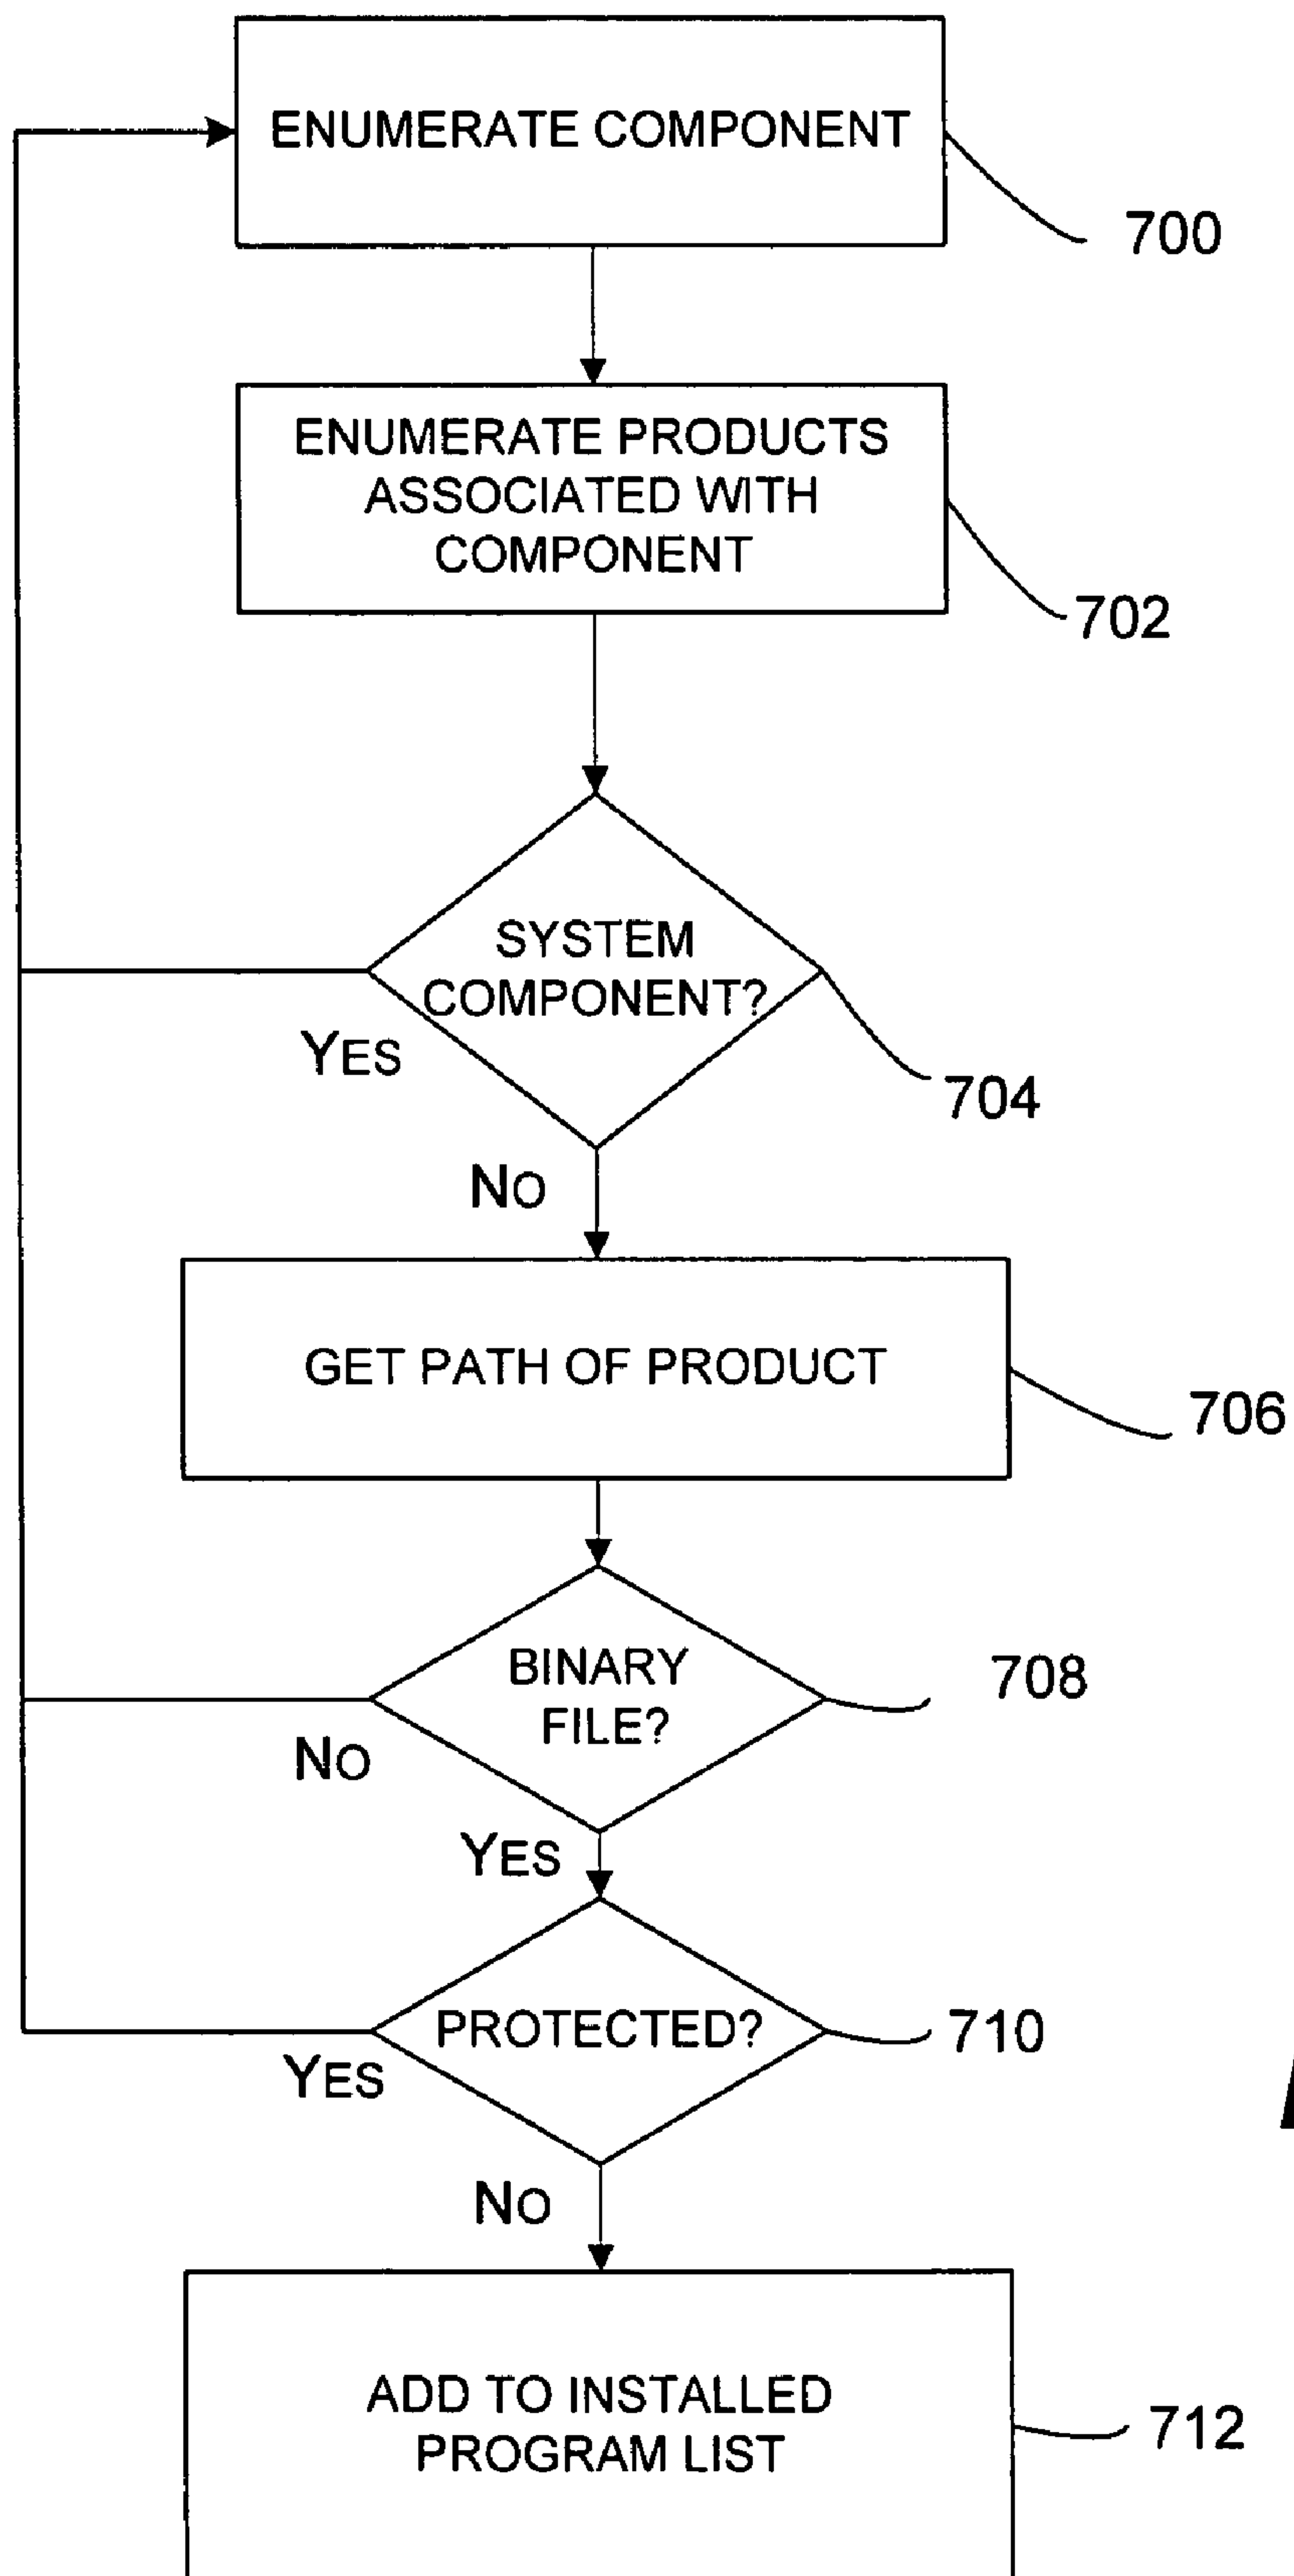 ENUMERATE COMPONENT
700
ENUMERATE PRODUCTS
ASSOCIATED WITH
COMPONENT
702
SYSTEM
COMPONENT?
YES
704
NO
GET PATH OF PRODUCT
706
BINARY
FILE?
708
NO
YES
PROTECTED?
710
YES
NO
ADD TO INSTALLED
PROGRAM LIST
712